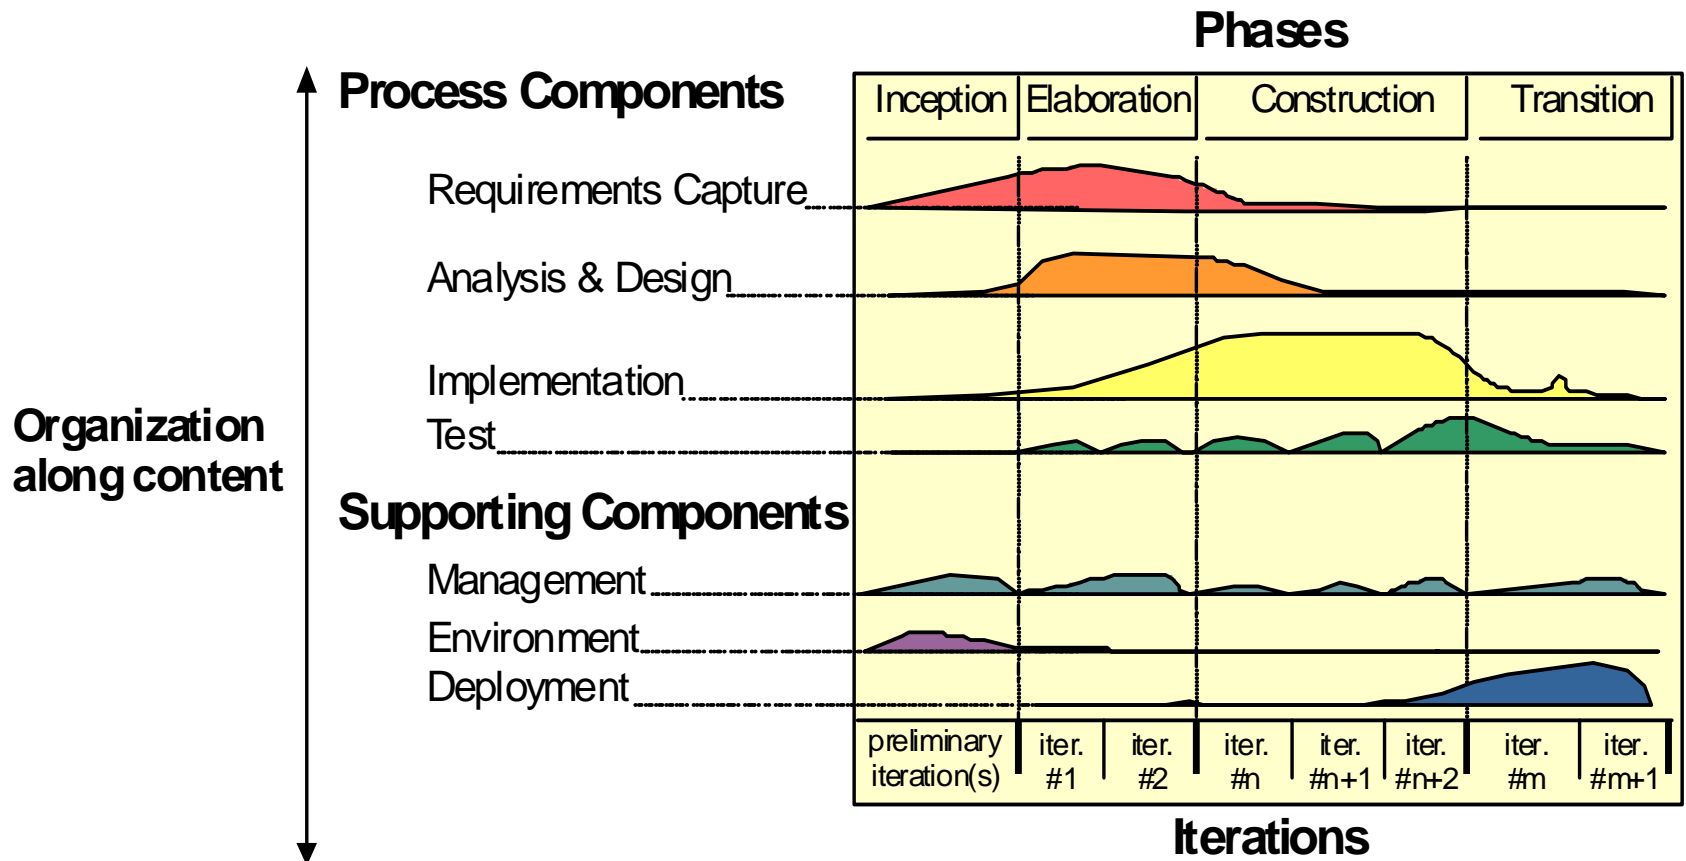 Phases
Process Components
Inception Elaboration Construction Transition
Requirements Capture
Analysis & Design
Implementation
Test
Organization
along content
Supporting Components
Management
Environment
Deployment
preliminary
iteration(s)
iter.
#1
iter.
#2
iter.
#n
iter.
#n+1
iter.
#n+2
iter.
#m
iter.
#m+1
Iterations